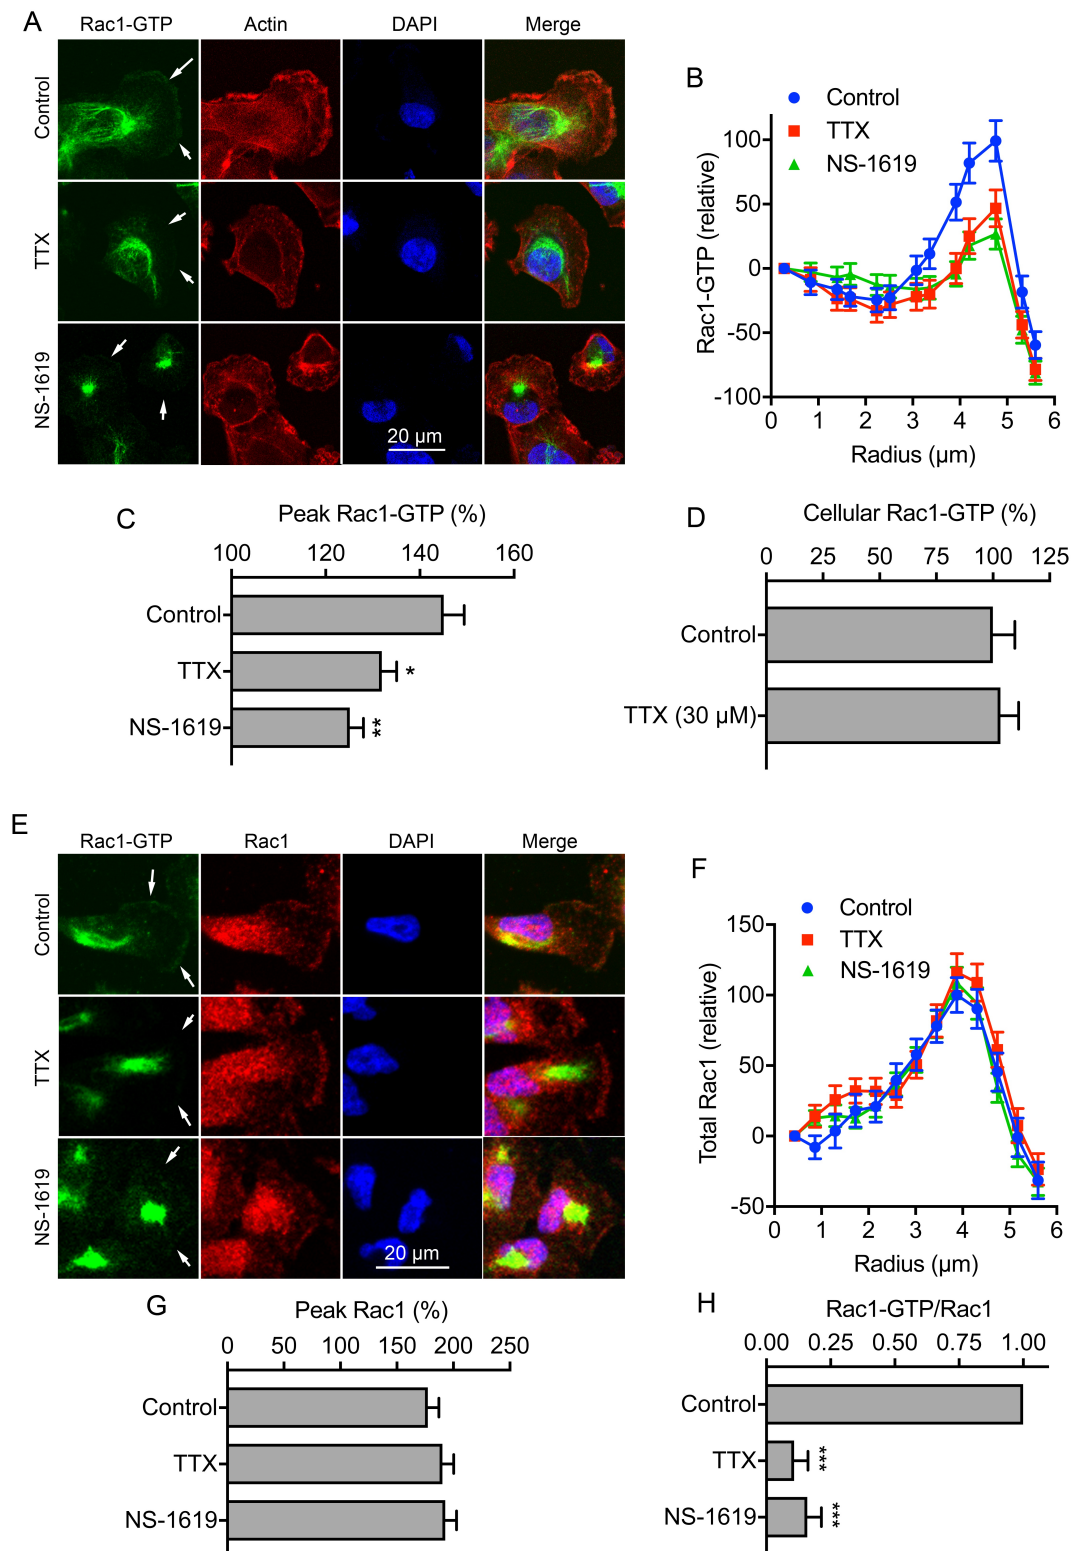 A
Rac1-GTP Actin DAPI Merge
Control
TTX
NS-1619
20 µm
B
Control
TTX
NS-1619
Rac1-GTP (relative)
100
50
0
-50
-100
0 1 2 3 4 5 6
Radius (µm)
C
Peak Rac1-GTP (%)
100 120 140 160
Control
TTX *
NS-1619 **
D
Cellular Rac1-GTP (%)
0 25 50 75 100 125
Control
TTX (30 µM)
E
Rac1-GTP Rac1 DAPI Merge
Control
TTX
NS-1619
20 µm
F
Control
TTX
NS-1619
Total Rac1 (relative)
150
100
50
0
-50
0 1 2 3 4 5 6
Radius (µm)
G
Peak Rac1 (%)
0 50 100 150 200 250
Control
TTX
NS-1619
H
Rac1-GTP/Rac1
0.00 0.25 0.50 0.75 1.00
Control
TTX ***
NS-1619 ***